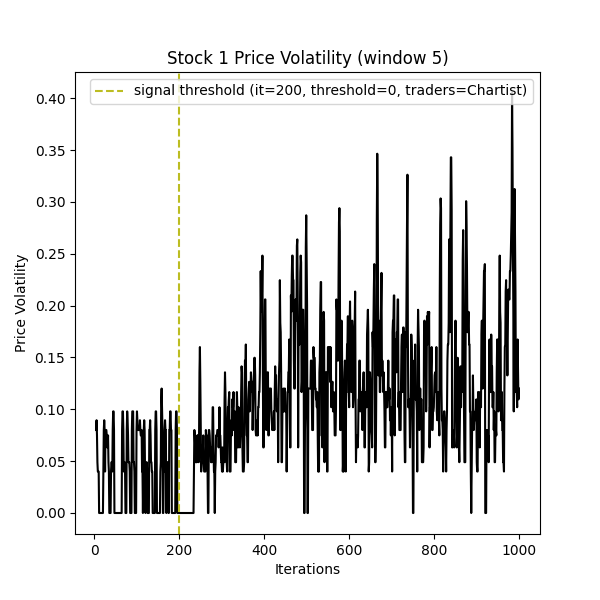 Stock 1 Price Volatility (window 5)
signal threshold (it=200, threshold=0, traders=Chartist)
0.40
0.35
0.30
0.25
0.20
0.15
0.10
0.05
0.00
Price Volatility
0 200 400 600 800 1000
Iterations